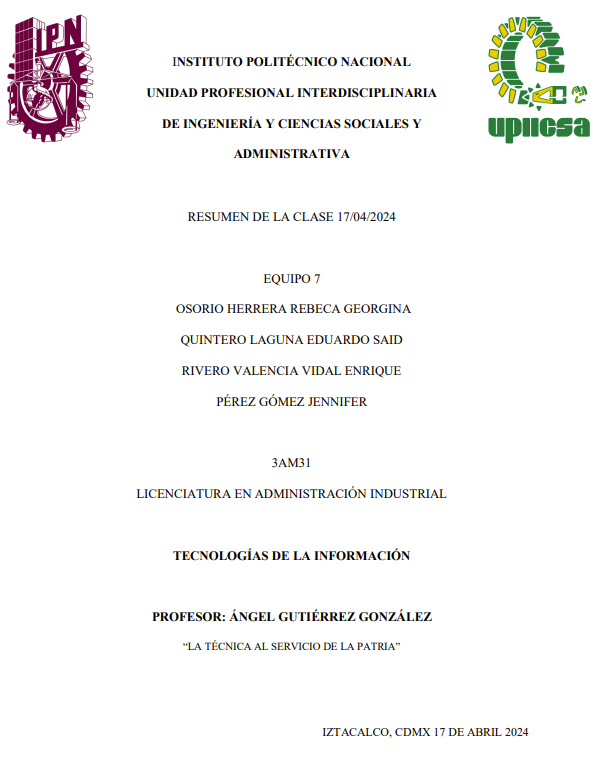 IPN
INSTITUTO POLITÉCNICO NACIONAL
UNIDAD PROFESIONAL INTERDISCIPLINARIA
DE INGENIERÍA Y CIENCIAS SOCIALES Y
ADMINISTRATIVA
upiicsa
RESUMEN DE LA CLASE 17/04/2024
EQUIPO 7
OSORIO HERRERA REBECA GEORGINA
QUINTERO LAGUNA EDUARDO SAID
RIVERO VALENCIA VIDAL ENRIQUE
PÉREZ GÓMEZ JENNIFER
3AM31
LICENCIATURA EN ADMINISTRACIÓN INDUSTRIAL
TECNOLOGÍAS DE LA INFORMACIÓN
PROFESOR: ÁNGEL GUTIÉRREZ GONZÁLEZ
“LA TÉCNICA AL SERVICIO DE LA PATRIA”
IZTACALCO, CDMX 17 DE ABRIL 2024